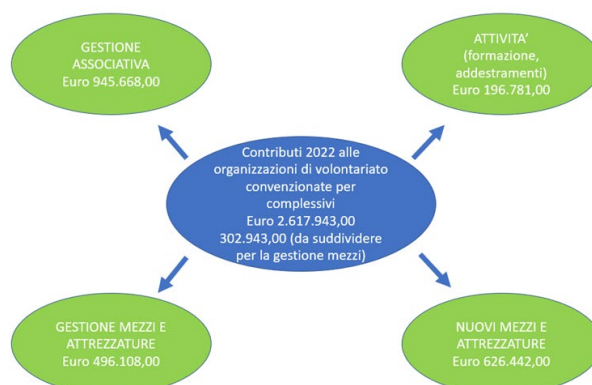 GESTIONE
ASSOCIATIVA
Euro 945.668,00
ATTIVITA’
(formazione,
addestramenti)
Euro 196.781,00
Contributi 2022 alle
organizzazioni di volontariato
convenzionate per
complessivi
Euro 2.617.943,00
302.943,00 (da suddividere
per la gestione mezzi)
GESTIONE MEZZI E
ATTREZZATURE
Euro 496.108,00
NUOVI MEZZI E
ATTREZZATURE
Euro 626.442,00